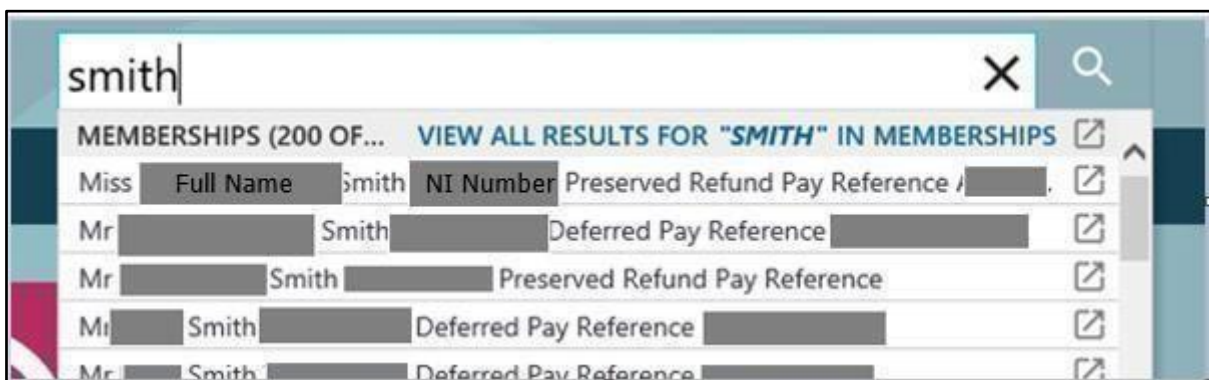 smith
MEMBERSHIPS (200 OF... VIEW ALL RESULTS FOR "SMITH" IN MEMBERSHIPS
Miss Full Name Smith NI Number Preserved Refund Pay Reference
Mr Smith Deferred Pay Reference
Mr Smith Preserved Refund Pay Reference
Mr Smith Deferred Pay Reference
Mr Smith Deferred Pay Reference